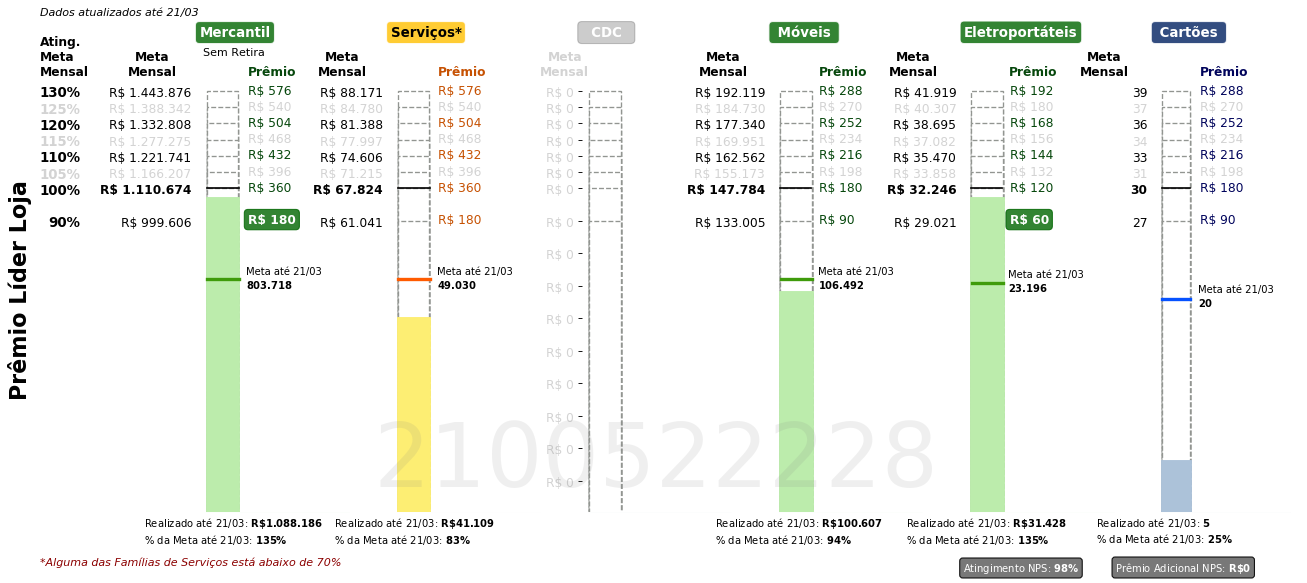 Dados atualizados até 21/03
Mercantil Serviços* CDC Móveis Eletroportáteis Cartões
Sem Retira
Ating. Meta Mensal
Meta Mensal Prêmio Meta Mensal Prêmio Meta Mensal Meta Mensal Prêmio Meta Mensal Prêmio Meta Mensal Prêmio
130% R$ 1.443.876 R$ 576 R$ 88.171 R$ 576 R$ 0 R$ 192.119 R$ 288 R$ 41.919 R$ 192 39 R$ 288
125% R$ 1.388.342 R$ 540 R$ 84.780 R$ 540 R$ 0 R$ 184.730 R$ 270 R$ 40.307 R$ 180 37 R$ 270
120% R$ 1.332.808 R$ 504 R$ 81.388 R$ 504 R$ 0 R$ 177.340 R$ 252 R$ 38.695 R$ 168 36 R$ 252
115% R$ 1.277.275 R$ 468 R$ 77.997 R$ 468 R$ 0 R$ 169.951 R$ 234 R$ 37.082 R$ 156 34 R$ 234
110% R$ 1.221.741 R$ 432 R$ 74.606 R$ 432 R$ 0 R$ 162.562 R$ 216 R$ 35.470 R$ 144 33 R$ 216
105% R$ 1.166.207 R$ 396 R$ 71.215 R$ 396 R$ 0 R$ 155.173 R$ 198 R$ 33.858 R$ 132 31 R$ 198
100% R$ 1.110.674 R$ 360 R$ 67.824 R$ 360 R$ 0 R$ 147.784 R$ 180 R$ 32.246 R$ 120 30 R$ 180
90% R$ 999.606 R$ 180 R$ 61.041 R$ 180 R$ 0 R$ 133.005 R$ 90 R$ 29.021 R$ 60 27 R$ 90
R$ 0
R$ 0
R$ 0
R$ 0
R$ 0
R$ 0
R$ 0
R$ 0
Prêmio Líder Loja
Meta até 21/03 Meta até 21/03 Meta até 21/03 Meta até 21/03 Meta até 21/03
803.718 49.030 106.492 23.196 20
2100522228
Realizado até 21/03: R$1.088.186 Realizado até 21/03: R$41.109 Realizado até 21/03: R$100.607 Realizado até 21/03: R$31.428 Realizado até 21/03: 5
% da Meta até 21/03: 135% % da Meta até 21/03: 83% % da Meta até 21/03: 94% % da Meta até 21/03: 135% % da Meta até 21/03: 25%
*Alguma das Famílias de Serviços está abaixo de 70%
Atingimento NPS: 98% Prêmio Adicional NPS: R$0